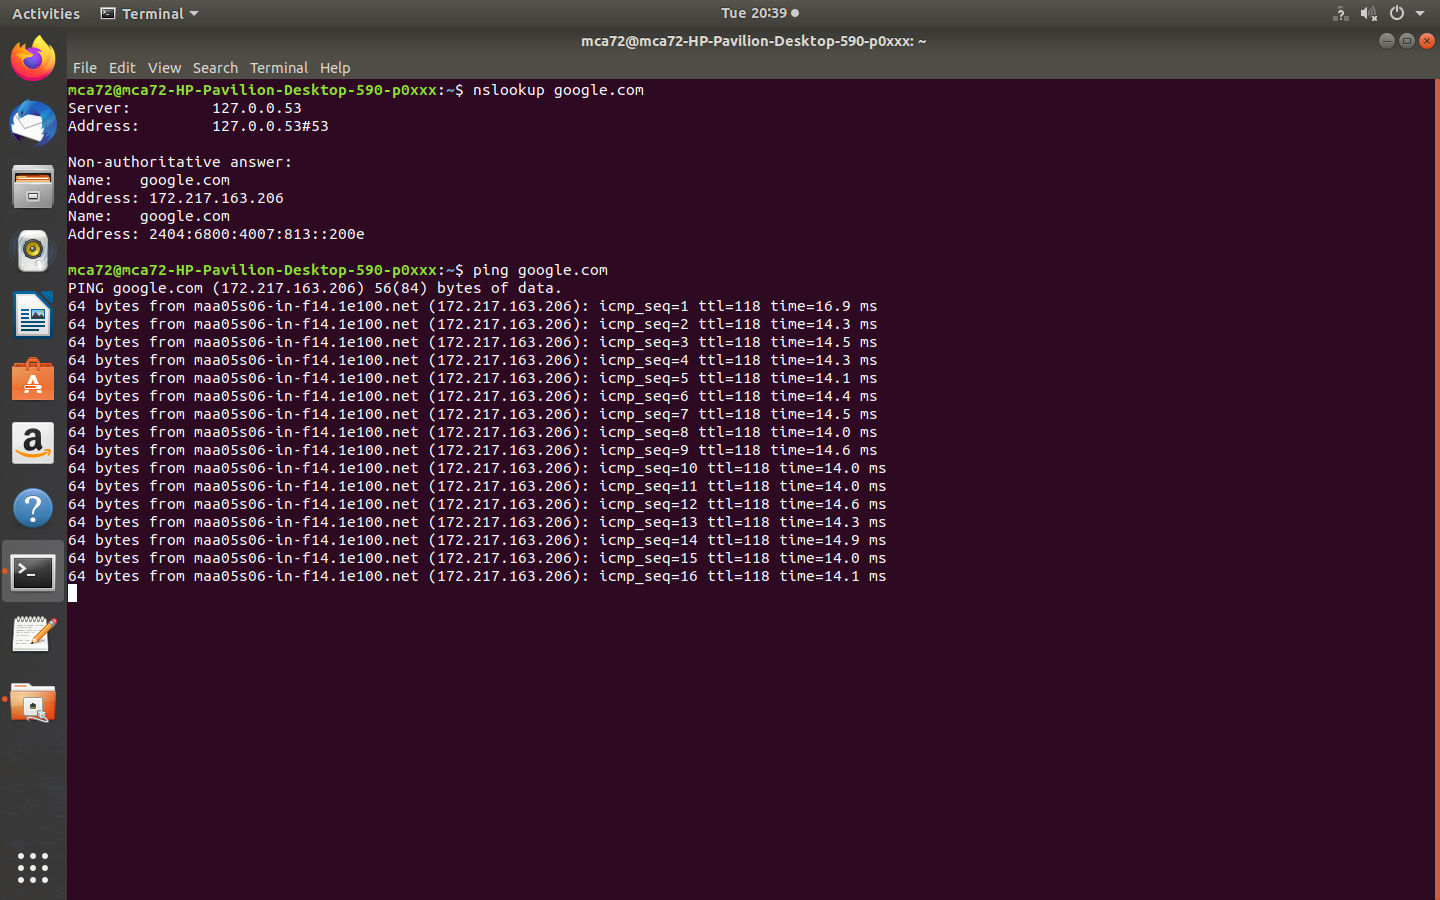 Activities Terminal Tue 20:39
mca72@mca72-HP-Pavilion-Desktop-590-p0xxx: ~
File Edit View Search Terminal Help
mca72@mca72-HP-Pavilion-Desktop-590-p0xxx:~$ nslookup google.com
Server:         127.0.0.53
Address:        127.0.0.53#53

Non-authoritative answer:
Name:   google.com
Address: 172.217.163.206
Name:   google.com
Address: 2404:6800:4007:813::200e

mca72@mca72-HP-Pavilion-Desktop-590-p0xxx:~$ ping google.com
PING google.com (172.217.163.206) 56(84) bytes of data.
64 bytes from maa05s06-in-f14.1e100.net (172.217.163.206): icmp_seq=1 ttl=118 time=16.9 ms
64 bytes from maa05s06-in-f14.1e100.net (172.217.163.206): icmp_seq=2 ttl=118 time=14.3 ms
64 bytes from maa05s06-in-f14.1e100.net (172.217.163.206): icmp_seq=3 ttl=118 time=14.5 ms
64 bytes from maa05s06-in-f14.1e100.net (172.217.163.206): icmp_seq=4 ttl=118 time=14.3 ms
64 bytes from maa05s06-in-f14.1e100.net (172.217.163.206): icmp_seq=5 ttl=118 time=14.1 ms
64 bytes from maa05s06-in-f14.1e100.net (172.217.163.206): icmp_seq=6 ttl=118 time=14.4 ms
64 bytes from maa05s06-in-f14.1e100.net (172.217.163.206): icmp_seq=7 ttl=118 time=14.5 ms
64 bytes from maa05s06-in-f14.1e100.net (172.217.163.206): icmp_seq=8 ttl=118 time=14.0 ms
64 bytes from maa05s06-in-f14.1e100.net (172.217.163.206): icmp_seq=9 ttl=118 time=14.6 ms
64 bytes from maa05s06-in-f14.1e100.net (172.217.163.206): icmp_seq=10 ttl=118 time=14.0 ms
64 bytes from maa05s06-in-f14.1e100.net (172.217.163.206): icmp_seq=11 ttl=118 time=14.0 ms
64 bytes from maa05s06-in-f14.1e100.net (172.217.163.206): icmp_seq=12 ttl=118 time=14.6 ms
64 bytes from maa05s06-in-f14.1e100.net (172.217.163.206): icmp_seq=13 ttl=118 time=14.3 ms
64 bytes from maa05s06-in-f14.1e100.net (172.217.163.206): icmp_seq=14 ttl=118 time=14.9 ms
64 bytes from maa05s06-in-f14.1e100.net (172.217.163.206): icmp_seq=15 ttl=118 time=14.0 ms
64 bytes from maa05s06-in-f14.1e100.net (172.217.163.206): icmp_seq=16 ttl=118 time=14.1 ms